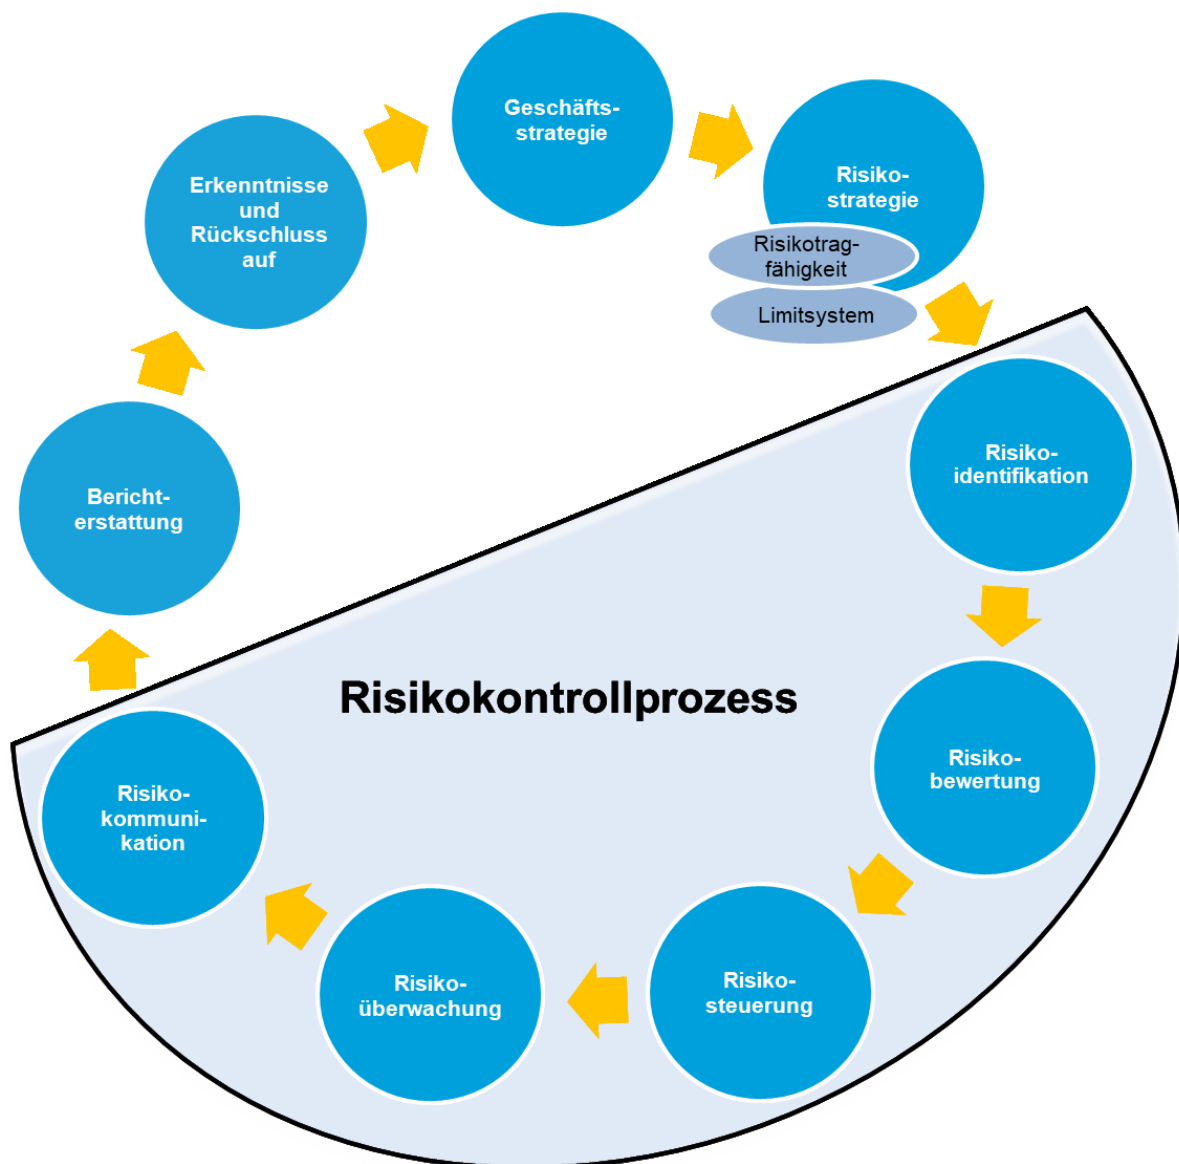 Geschäfts-
strategie
Risiko-
strategie
Risikotrag-
fähigkeit
Limitsystem
Risiko-
identifikation
Risiko-
bewertung
Risiko-
steuerung
Risiko-
überwachung
Risiko-
kommuni-
kation
Bericht-
erstattung
Erkenntnisse
und
Rückschluss
auf
Risikokontrollprozess